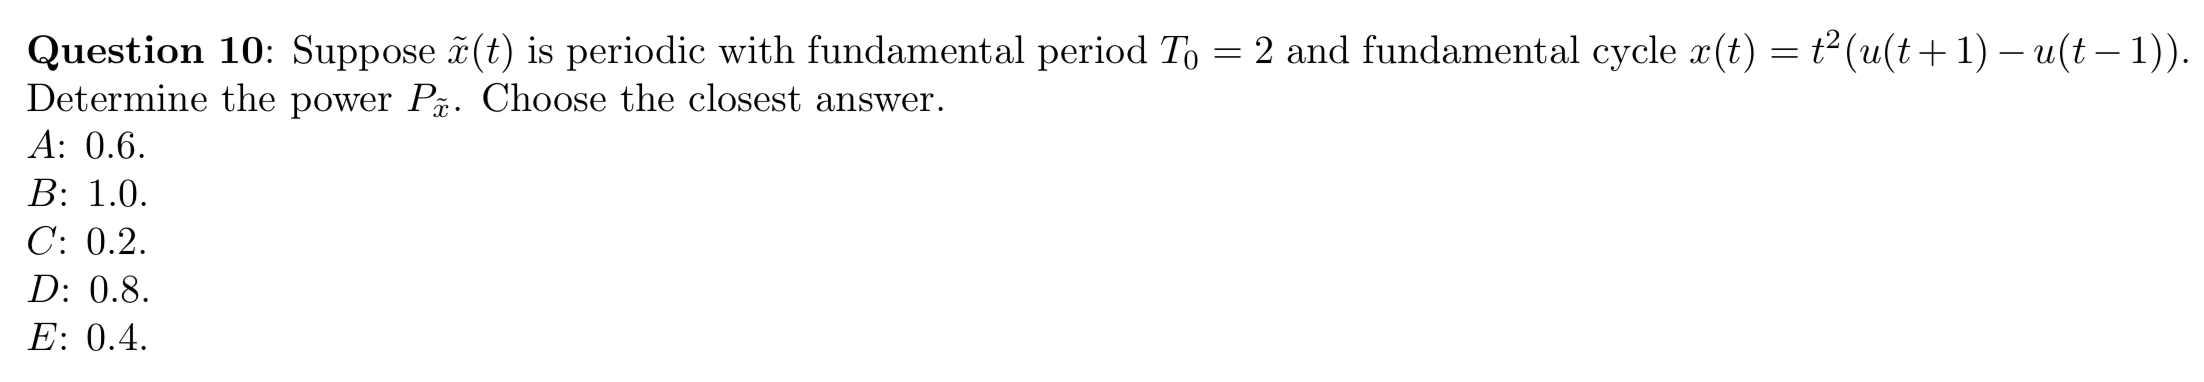 Question 10: Suppose x̃(t) is periodic with fundamental period T₀ = 2 and fundamental cycle x(t) = t²(u(t + 1) − u(t − 1)).
Determine the power Pₓ̃. Choose the closest answer.
A: 0.6.
B: 1.0.
C: 0.2.
D: 0.8.
E: 0.4.